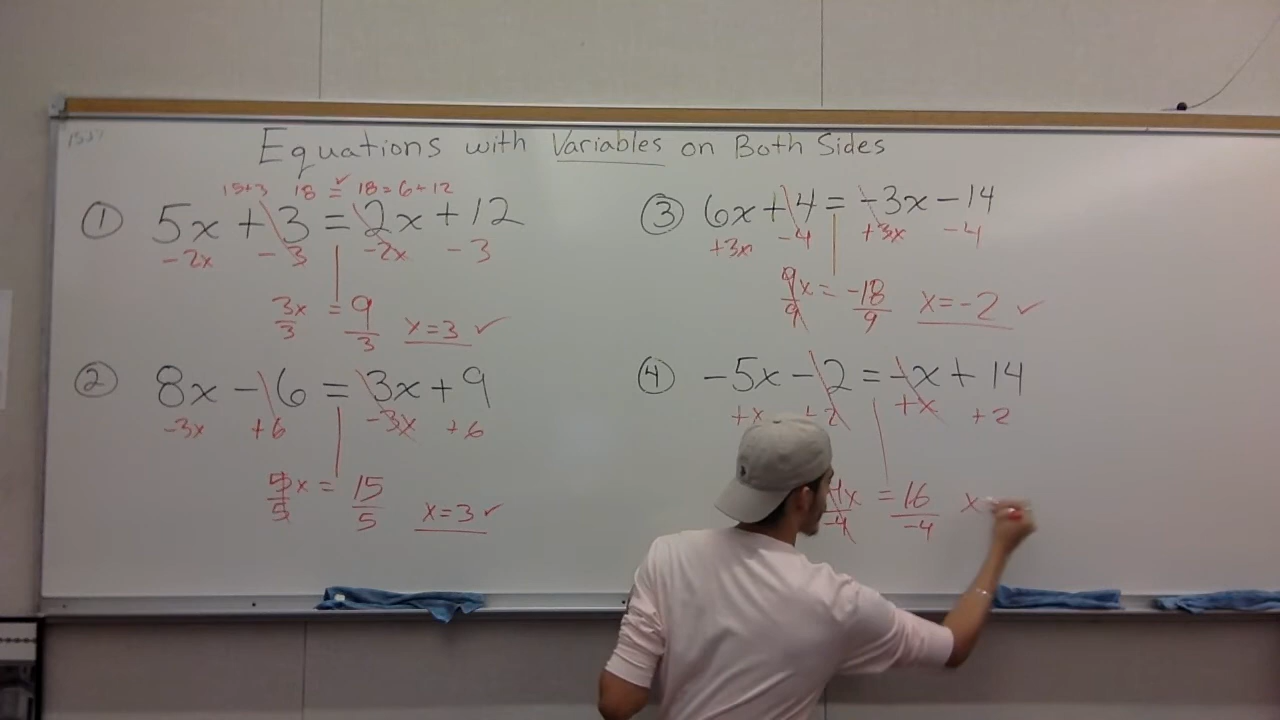 1537
Equations with Variables on Both Sides
15+3 18 = ✓ 18=6+12
① 5x + 3 = 2x + 12
-2x -3 -2x -3
3x/3 = 9/3 x=3 ✓
② 8x - 6 = 3x + 9
-3x +6 -3x +6
5x/5 = 15/5 x=3 ✓
③ 6x + 4 = -3x - 14
+3x -4 +3x -4
9x/9 = -18/9 x=-2 ✓
④ -5x - 2 = -x + 14
+x +2 +x +2
-4x/-4 = 16/-4 x